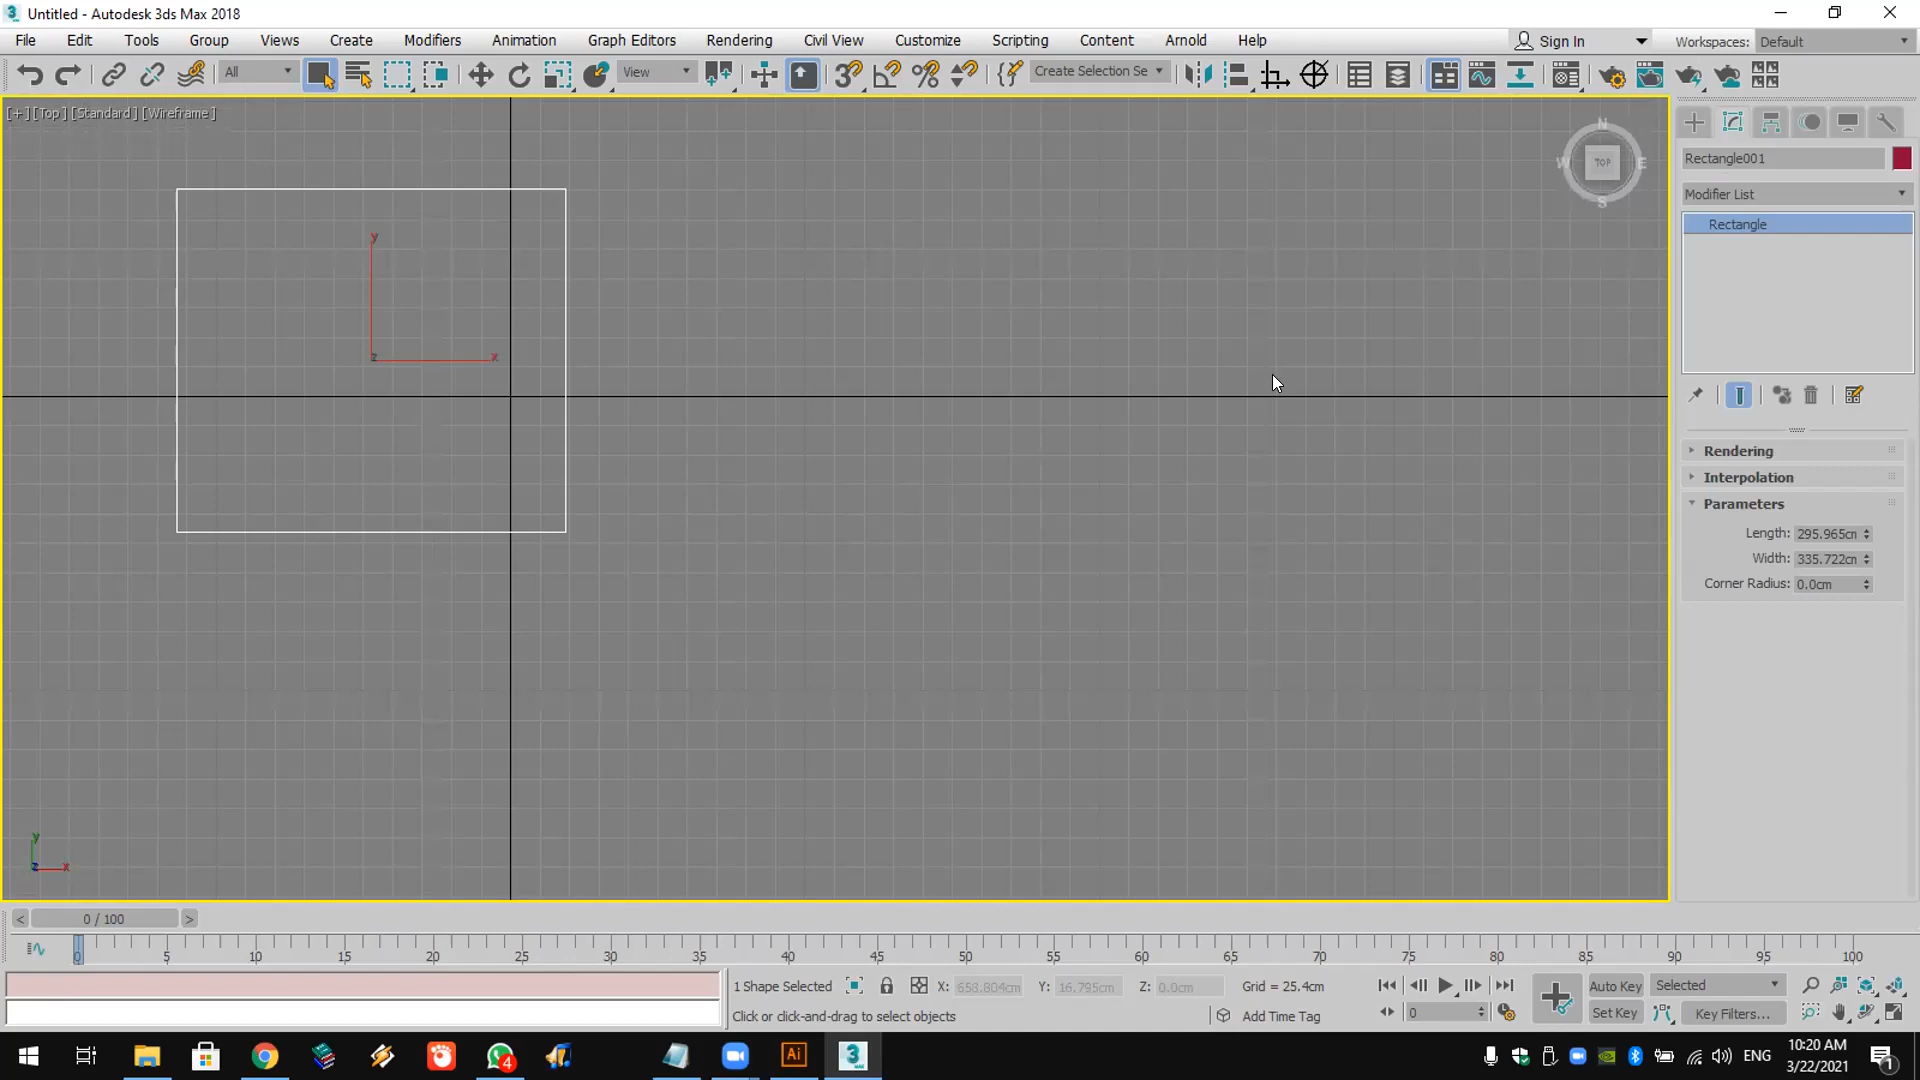 Untitled - Autodesk 3ds Max 2018
File Edit Tools Group Views Create Modifiers Animation Graph Editors Rendering Civil View Customize Scripting Content Arnold Help Sign In Workspaces: Default
All View Create Selection Se
[+] [Top ] [Standard ] [Wireframe ]
N
W TOP E
S
Rectangle001
Modifier List
Rectangle
y
z x
Rendering
Interpolation
Parameters
Length: 295.965cm
Width: 335.722cm
Corner Radius: 0.0cm
y
z x
< 0 / 100 >
0 5 10 15 20 25 30 35 40 45 50 55 60 65 70 75 80 85 90 95 100
1 Shape Selected X: 658.804cm Y: 16.795cm Z: 0.0cm Grid = 25.4cm Auto Key Selected
Click or click-and-drag to select objects Add Time Tag 0 Set Key Key Filters...
4 Ai 3 ENG 10:20 AM
3/22/2021 1